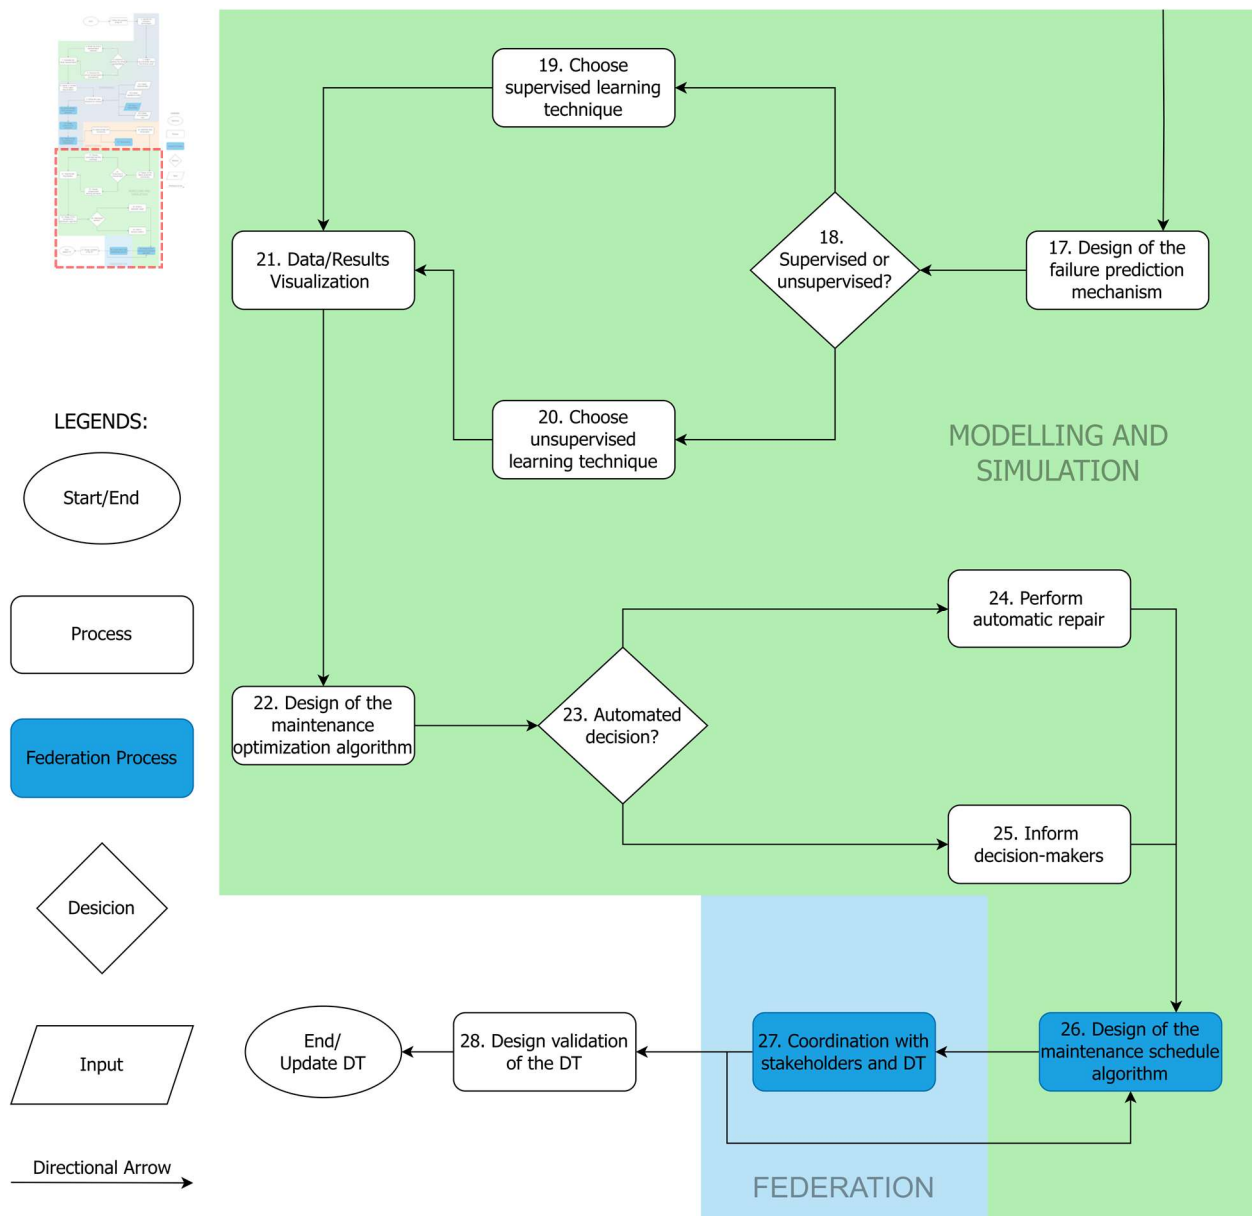 19. Choose
supervised learning
technique
18.
Supervised or
unsupervised?
17. Design of the
failure prediction
mechanism
21. Data/Results
Visualization
20. Choose
unsupervised
learning technique
MODELLING AND
SIMULATION
LEGENDS:
Start/End
Process
Federation Process
Desicion
Input
Directional Arrow
22. Design of the
maintenance
optimization algorithm
23. Automated
decision?
24. Perform
automatic repair
25. Inform
decision-makers
26. Design of the
maintenance schedule
algorithm
27. Coordination with
stakeholders and DT
28. Design validation
of the DT
End/
Update DT
FEDERATION